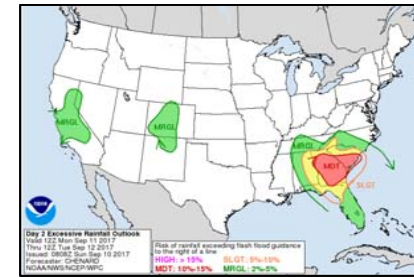 MRGL
MRGL
MRGL
MDT
SLGT
Day 2 Excessive Rainfall Outlook
Valid 12Z Mon Sep 11 2017
Thru 12Z Tue Sep 12 2017
Issued: 0808Z Sun Sep 10 2017
Forecaster: CHENARD
NOAA/NWS/NCEP/WPC
Risk of rainfall exceeding flash flood guidance
to the right of a line
HIGH: > 15% SLGT: 5%-10%
MDT: 10%-15% MRGL: 2%-5%